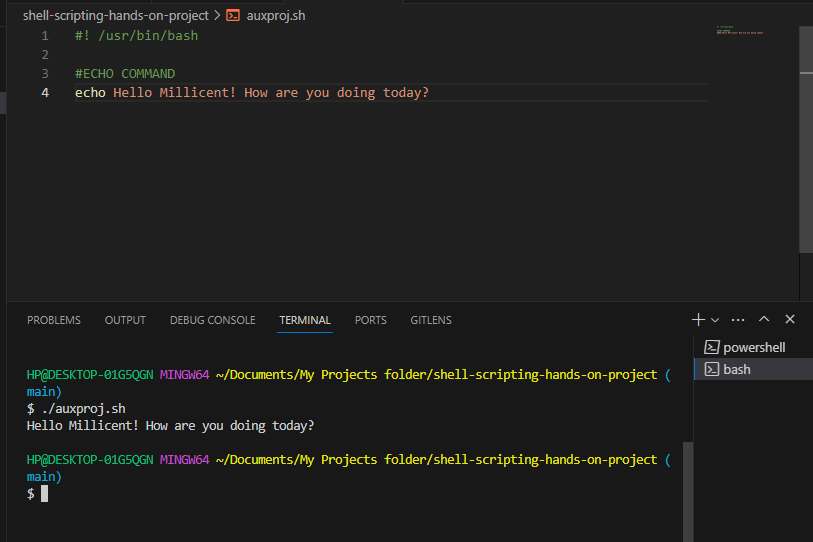 shell-scripting-hands-on-project > auxproj.sh
1 #! /usr/bin/bash
2
3 #ECHO COMMAND
4 echo Hello Millicent! How are you doing today?
PROBLEMS OUTPUT DEBUG CONSOLE TERMINAL PORTS GITLENS
powershell
bash
HP@DESKTOP-01G5QGN MINGW64 ~/Documents/My Projects folder/shell-scripting-hands-on-project (
main)
$ ./auxproj.sh
Hello Millicent! How are you doing today?
HP@DESKTOP-01G5QGN MINGW64 ~/Documents/My Projects folder/shell-scripting-hands-on-project (
main)
$